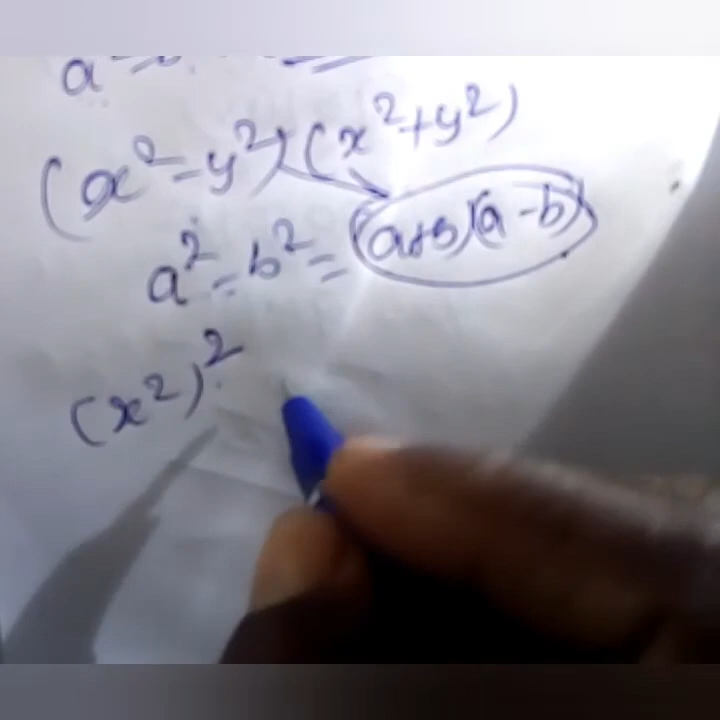 (x²-y²)(x²+y²)
a²-b²=(a+b)(a-b)
(x²)²